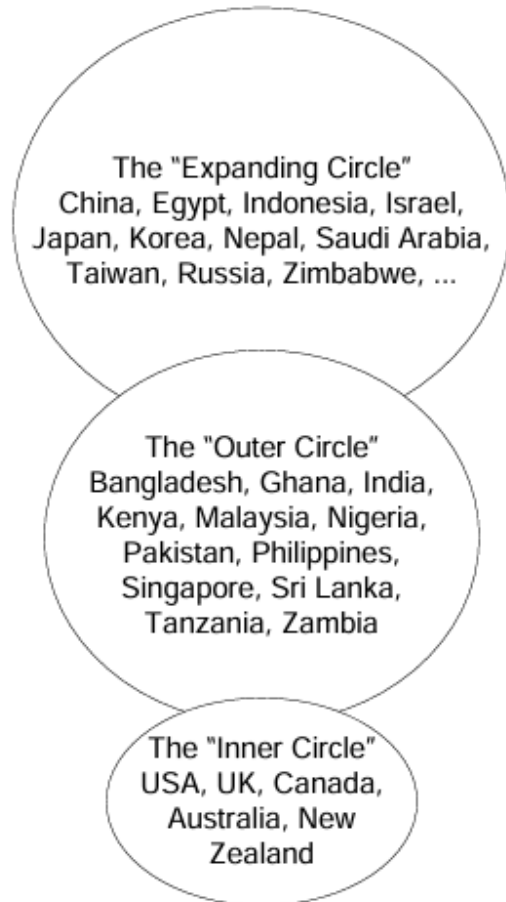 The "Expanding Circle"
China, Egypt, Indonesia, Israel,
Japan, Korea, Nepal, Saudi Arabia,
Taiwan, Russia, Zimbabwe, ...
The "Outer Circle"
Bangladesh, Ghana, India,
Kenya, Malaysia, Nigeria,
Pakistan, Philippines,
Singapore, Sri Lanka,
Tanzania, Zambia
The "Inner Circle"
USA, UK, Canada,
Australia, New
Zealand